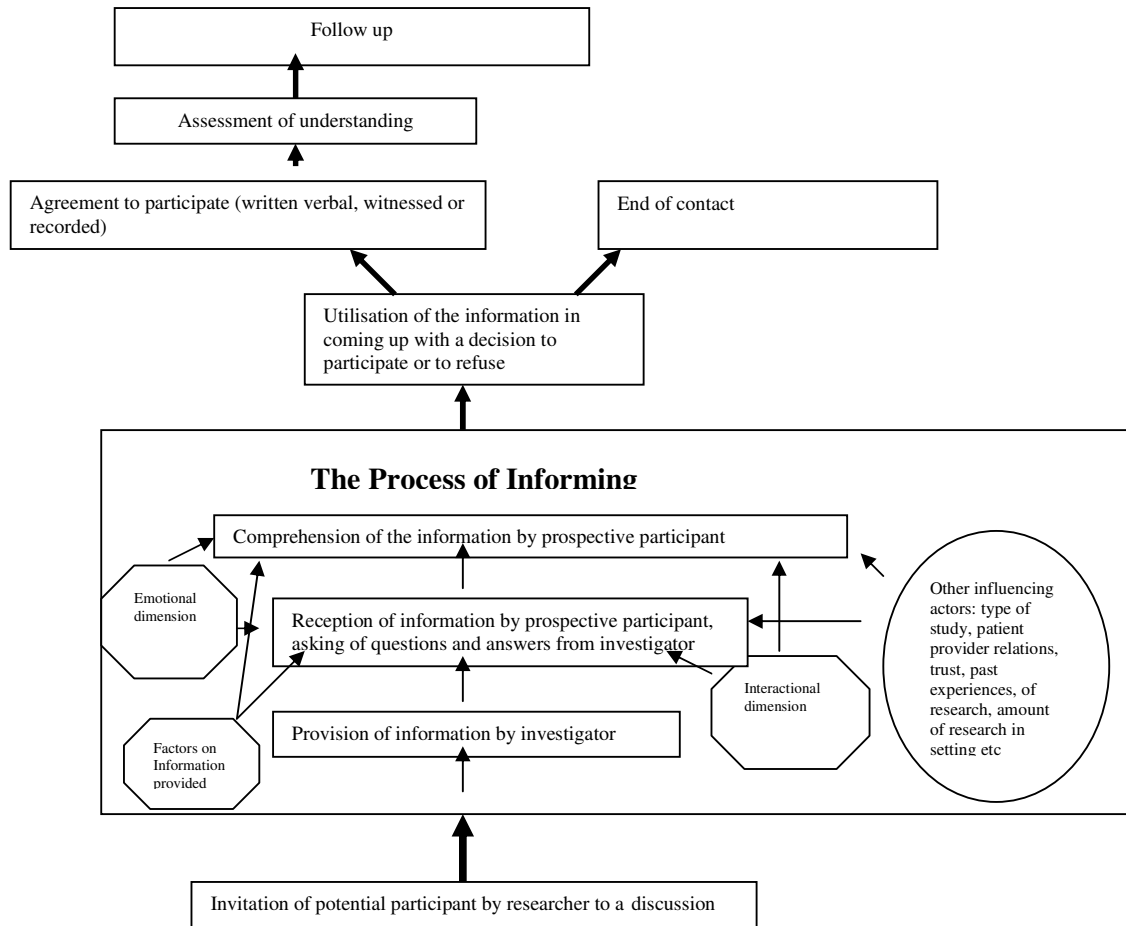 Follow up
Assessment of understanding
Agreement to participate (written verbal, witnessed or
recorded)
End of contact
Utilisation of the information in
coming up with a decision to
participate or to refuse
The Process of Informing
Comprehension of the information by prospective participant
Emotional
dimension
Reception of information by prospective participant,
asking of questions and answers from investigator
Other influencing
actors: type of
study, patient
provider relations,
trust, past
experiences, of
research, amount
of research in
setting etc
Interactional
dimension
Provision of information by investigator
Factors on
Information
provided
Invitation of potential participant by researcher to a discussion